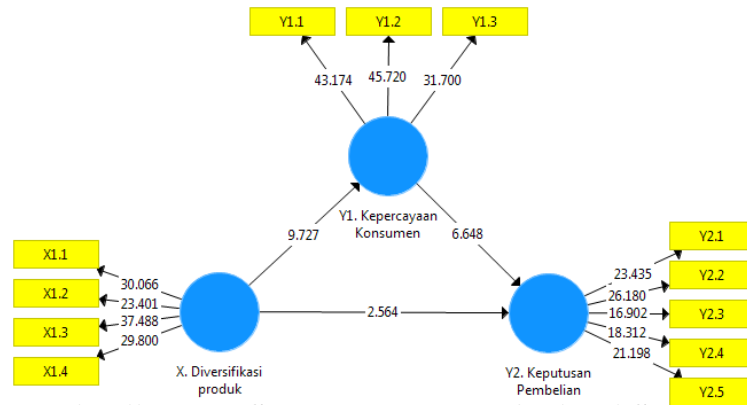 Y1.1
Y1.2
Y1.3
43.174
45.720
31.700
Y1. Kepercayaan
Konsumen
9.727
6.648
X1.1
X1.2
X1.3
X1.4
30.066
23.401
37.488
29.800
X. Diversifikasi
produk
2.564
Y2.1
Y2.2
Y2.3
Y2.4
Y2.5
23.435
26.180
16.902
18.312
21.198
Y2. Keputusan
Pembelian